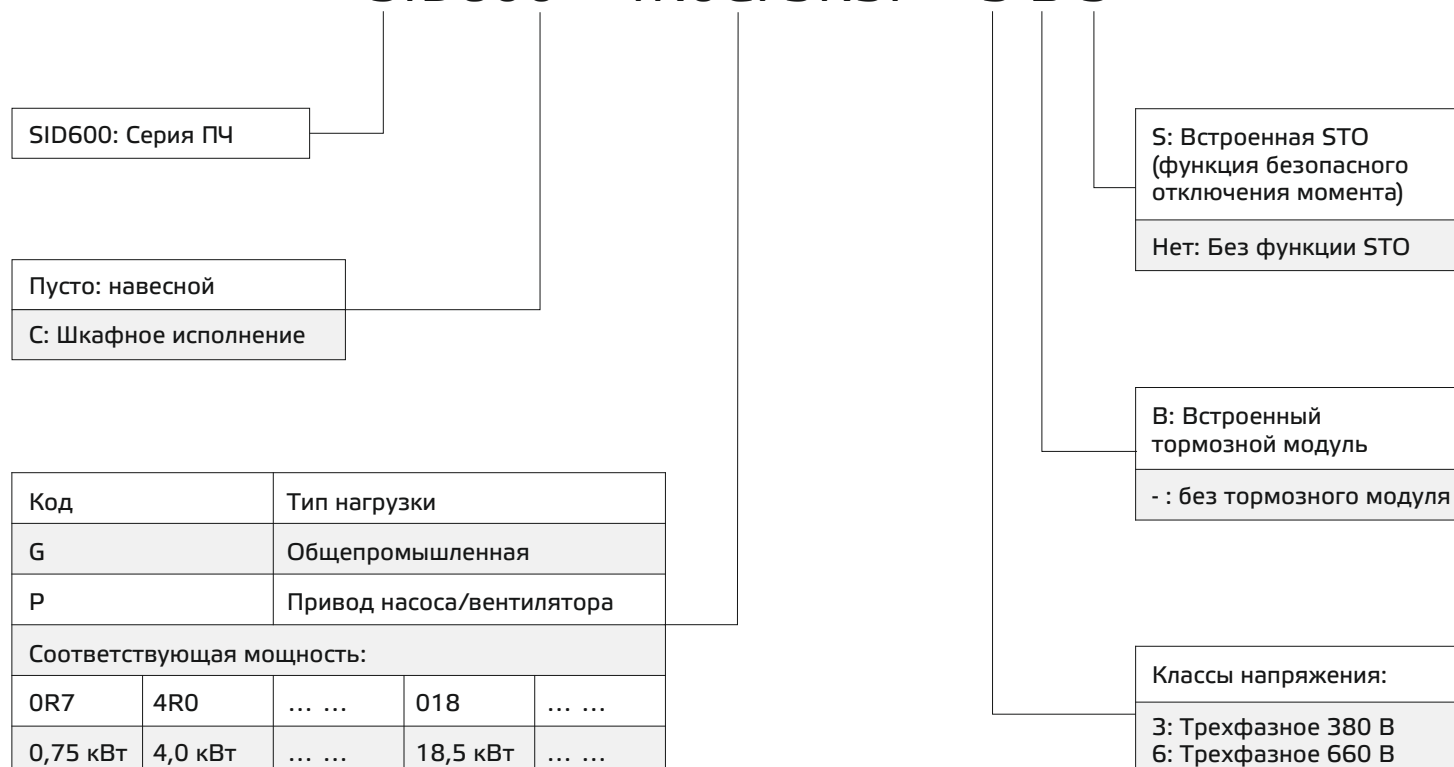 SID600: Серия ПЧ
Пусто: навесной
C: Шкафное исполнение
Код Тип нагрузки
G Общепромышленная
P Привод насоса/вентилятора
Соответствующая мощность:
0R7 4R0 ... ... 018 ... ...
0,75 кВт 4,0 кВт ... ... 18,5 кВт ... ...
S: Встроенная STO
(функция безопасного
отключения момента)
Нет: Без функции STO
B: Встроенный
тормозной модуль
- : без тормозного модуля
Классы напряжения:
3: Трехфазное 380 В
6: Трехфазное 660 В